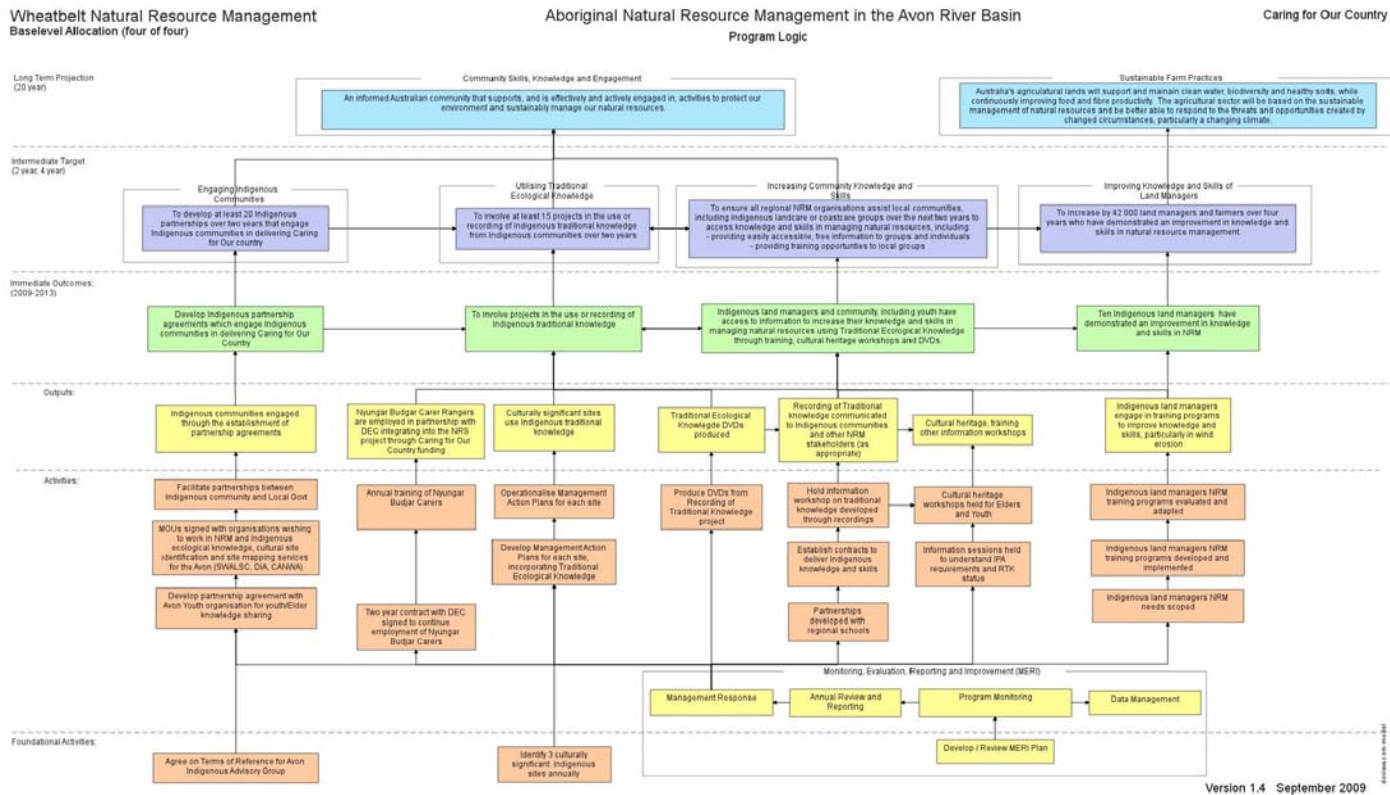 Wheatbelt Natural Resource Management
Baselevel Allocation (four of four)
Aboriginal Natural Resource Management in the Avon River Basin
Program Logic
Caring for Our Country
Long Term Projection
(20 year)
Community Skills, Knowledge and Engagement
An informed Australian community that supports, and is effectively and actively engaged in, activities to protect our
environment and sustainably manage our natural resources.
Sustainable Farm Practices
Australia's agriculatural lands will support and maintain clean water, biodiversity and healthy soils, while
continuously improving food and fibre productivity. The agricultural sector will be based on the sustainable
management of natural resources and be better able to respond to the threats and opportunities created by
changed circumstances, particularly a changing climate.
Intermediate Target
(2 year, 4 year)
Engaging Indigenous
Communities
To develop at least 20 Indigenous
partnerships over two years that engage
Indigenous communities in delivering Caring
for Our country
Utilising Traditional
Ecological Knowledge
To involve at least 15 projects in the use or
recording of Indigenous traditional knowledge
from Indigenous communities over two years
Increasing Community Knowledge and
Skills
To ensure all regional NRM organisations assist local communities,
including Indigenous landcare or coastcare groups over the next two years to
access knowledge and skills in managing natural resources, including:
- providing easily accessible, free information to groups and individuals
- providing training opportunties to local groups
Improving Knowledge and Skills of
Land Managers
To increase by 42 000 land managers and farmers over four
years who have demonstrated an improvement in knowledge and
skills in natural resource management.
Immediate Outcomes:
(2009-2013)
Develop Indigenous partnership
agreements which engage Indigenous
communities in delivering Caring for Our
Country
To involve projects in the use or recording of
Indigenous traditional knowledge
Indigenous land managers and community, including youth have
access to information to increase their knowledge and skills in
managing natural resources using Traditional Ecological Knowledge
through training, cultural heritage workshops and DVDs.
Ten Indigenous land managers have
demonstrated an improvement in knowledge
and skills in NRM
Outputs:
Indigenous communities engaged
through the establishment of
partnership agreements
Nyungar Budgar Carer Rangers
are employed in partnership with
DEC integrating into the NRS
project through Caring for Our
Country funding
Culturally significant sites
use Indigenous traditional
knowledge
Traditional Ecological
Knowlegde DVDs
produced
Recording of Traditional
knowledge communicated
to Indigenous communities
and other NRM
stakeholders (as
appropriate)
Cultural heritage, training
other information workshops
Indigenous land managers
engage in training programs
to improve knowledge and
skills, particularly in wind
erosion
Activities:
Facilitate partnerships between
Indigenous community and Local Govt
MOUs signed with organisations wishing
to work in NRM and Indigenous
ecological knowledge, cultural site
identification and site mapping services
for the Avon (SWALSC, DIA, CANWA)
Develop partnership agreement with
Avon Youth organisation for youth/Elder
knowledge sharing
Annual training of Nyungar
Budjar Carers
Two year contract with DEC
signed to continue
employment of Nyungar
Budjar Carers
Operationalise Management
Action Plans for each site
Develop Management Action
Plans for each site,
incorporating Traditional
Ecological Knowledge
Produce DVDs from
Recording of
Traditional Knowledge
project
Hold information
workshop on traditional
knowledge developed
through recordings
Establish contracts to
deliver Indigenous
knowledge and skills
Partnerships
developed with
regional schools
Cultural heritage
workshops held for Elders
and Youth
Information sessions held
to understand IPA
requirements and RTK
status
Indigenous land managers NRM
training programs evaluated and
adapted
Indigenous land managers NRM
training programs developed and
implemented
Indigenous land managers NRM
needs scoped
Monitoring, Evaluation, Reporting and Improvement (MERI)
Management Response
Annual Review and
Reporting
Program Monitoring
Data Management
Develop / Review MERI Plan
Foundational Activities:
Agree on Terms of Reference for Avon
Indigenous Advisory Group
Identify 3 culturally
significant Indigenous
sites annually
Version 1.4 September 2009